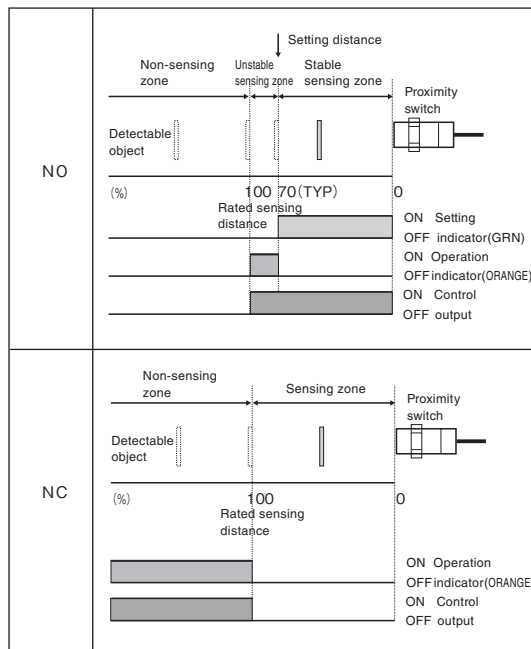 NO
Setting distance
Non-sensing zone
Unstable sensing zone
Stable sensing zone
Proximity switch
Detectable object
(%)
100 70(TYP) 0
Rated sensing distance
ON Setting
OFF indicator(GRN)
ON Operation
OFF indicator(ORANGE)
ON Control
OFF output
NC
Non-sensing zone
Sensing zone
Proximity switch
Detectable object
(%)
100 0
Rated sensing distance
ON Operation
OFF indicator(ORANGE
ON Control
OFF output